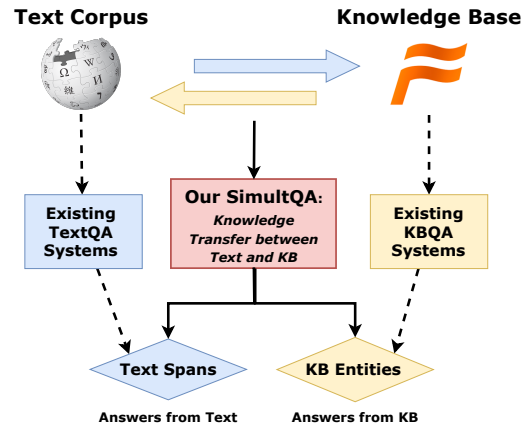 Text Corpus
Knowledge Base
Ω
W
И
維
Existing
TextQA
Systems
Our SimultQA:
Knowledge
Transfer between
Text and KB
Existing
KBQA
Systems
Text Spans
KB Entities
Answers from Text
Answers from KB